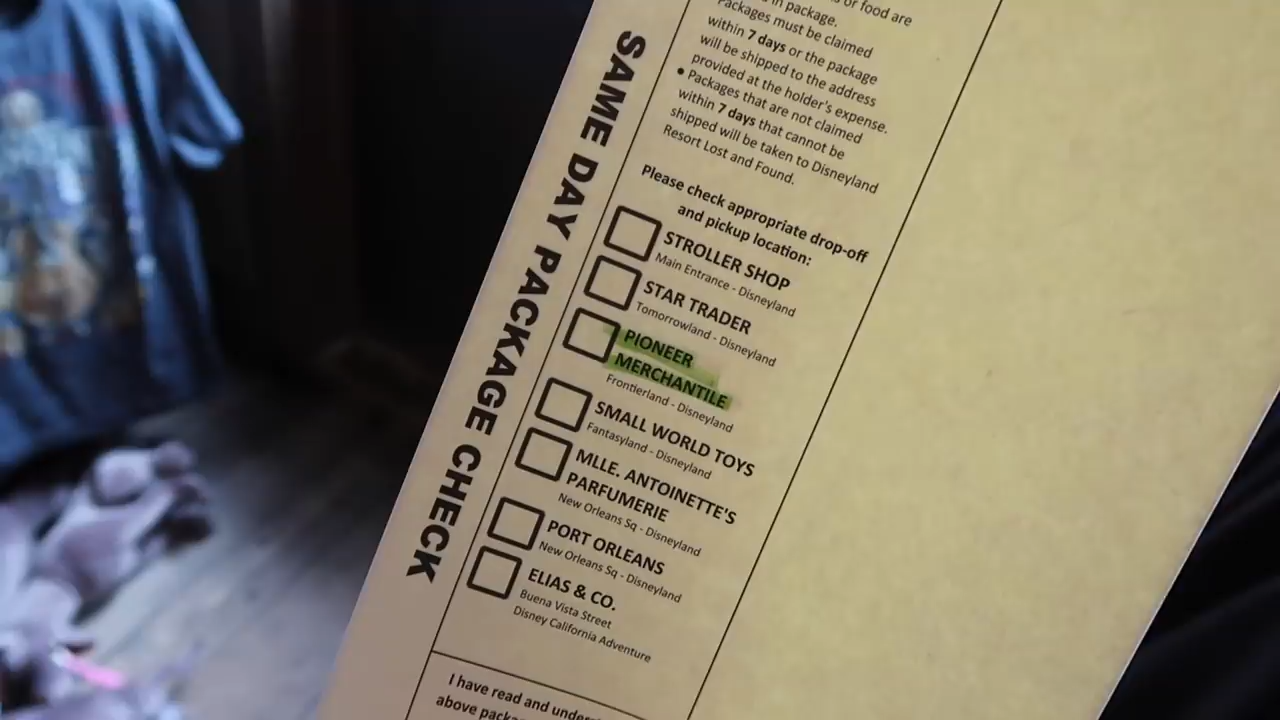 SAME DAY PACKAGE CHECK
or food are
in package.
Packages must be claimed
within 7 days or the package
will be shipped to the address
provided at the holder's expense.
• Packages that are not claimed
within 7 days that cannot be
shipped will be taken to Disneyland
Resort Lost and Found.
Please check appropriate drop-off
and pickup location:
STROLLER SHOP
Main Entrance - Disneyland
STAR TRADER
Tomorrowland - Disneyland
PIONEER
MERCHANTILE
Frontierland - Disneyland
SMALL WORLD TOYS
Fantasyland - Disneyland
MLLE. ANTOINETTE'S
PARFUMERIE
New Orleans Sq - Disneyland
PORT ORLEANS
New Orleans Sq - Disneyland
ELIAS & CO.
Buena Vista Street
Disney California Adventure
I have read and
above